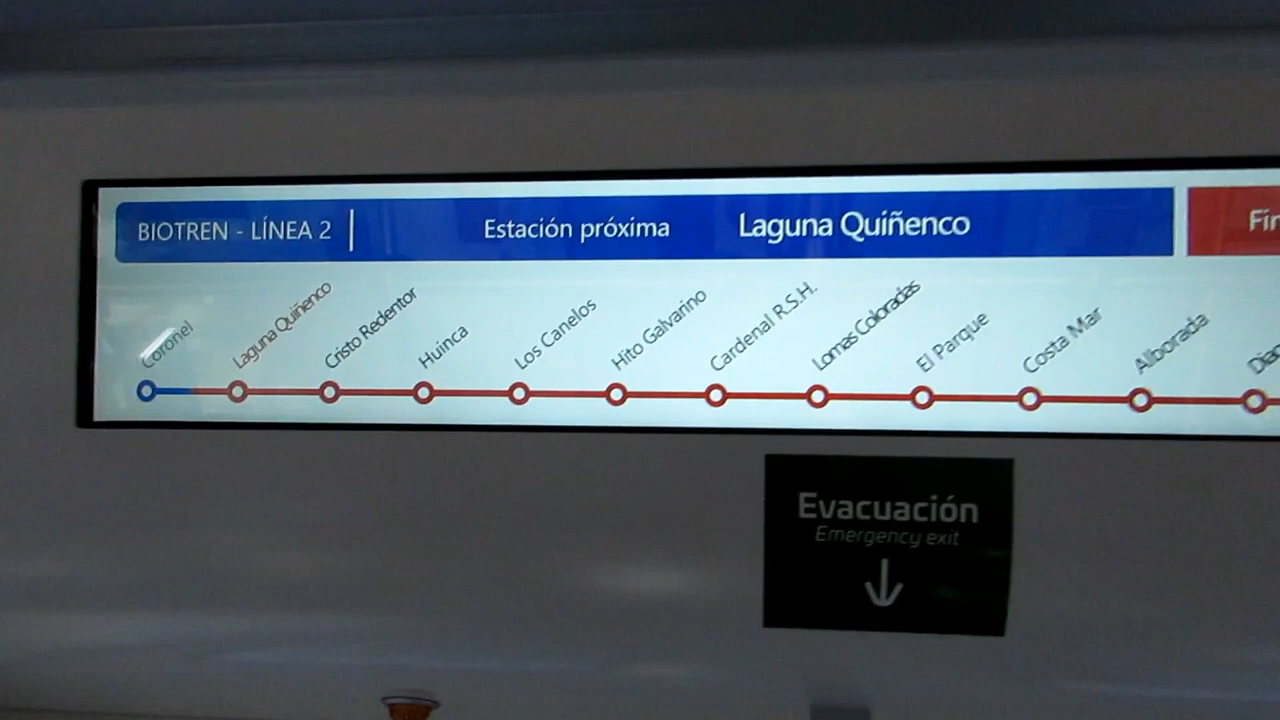 BIOTREN - LÍNEA 2 | Estación próxima Laguna Quiñenco
Coronel
Laguna Quiñenco
Cristo Redentor
Huinca
Los Canelos
Hito Galvarino
Cardenal R.S.H.
Lomas Coloradas
El Parque
Costa Mar
Alborada
Evacuación
Emergency exit